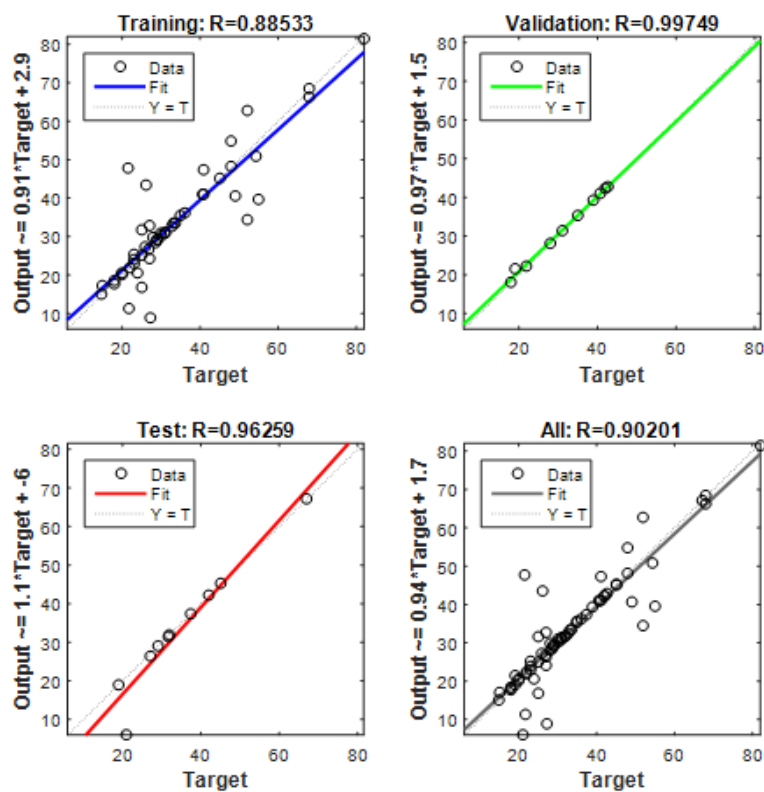 Training: R=0.88533
Output ~= 0.91*Target + 2.9
80
70
60
50
40
30
20
10
Data
Fit
Y = T
20
40
60
80
Target
Validation: R=0.99749
Output ~= 0.97*Target + 1.5
80
70
60
50
40
30
20
10
Data
Fit
Y = T
20
40
60
80
Target
Test: R=0.96259
Output ~= 1.1*Target + -6
80
70
60
50
40
30
20
10
Data
Fit
Y = T
20
40
60
80
Target
All: R=0.90201
Output ~= 0.94*Target + 1.7
80
70
60
50
40
30
20
10
Data
Fit
Y = T
20
40
60
80
Target